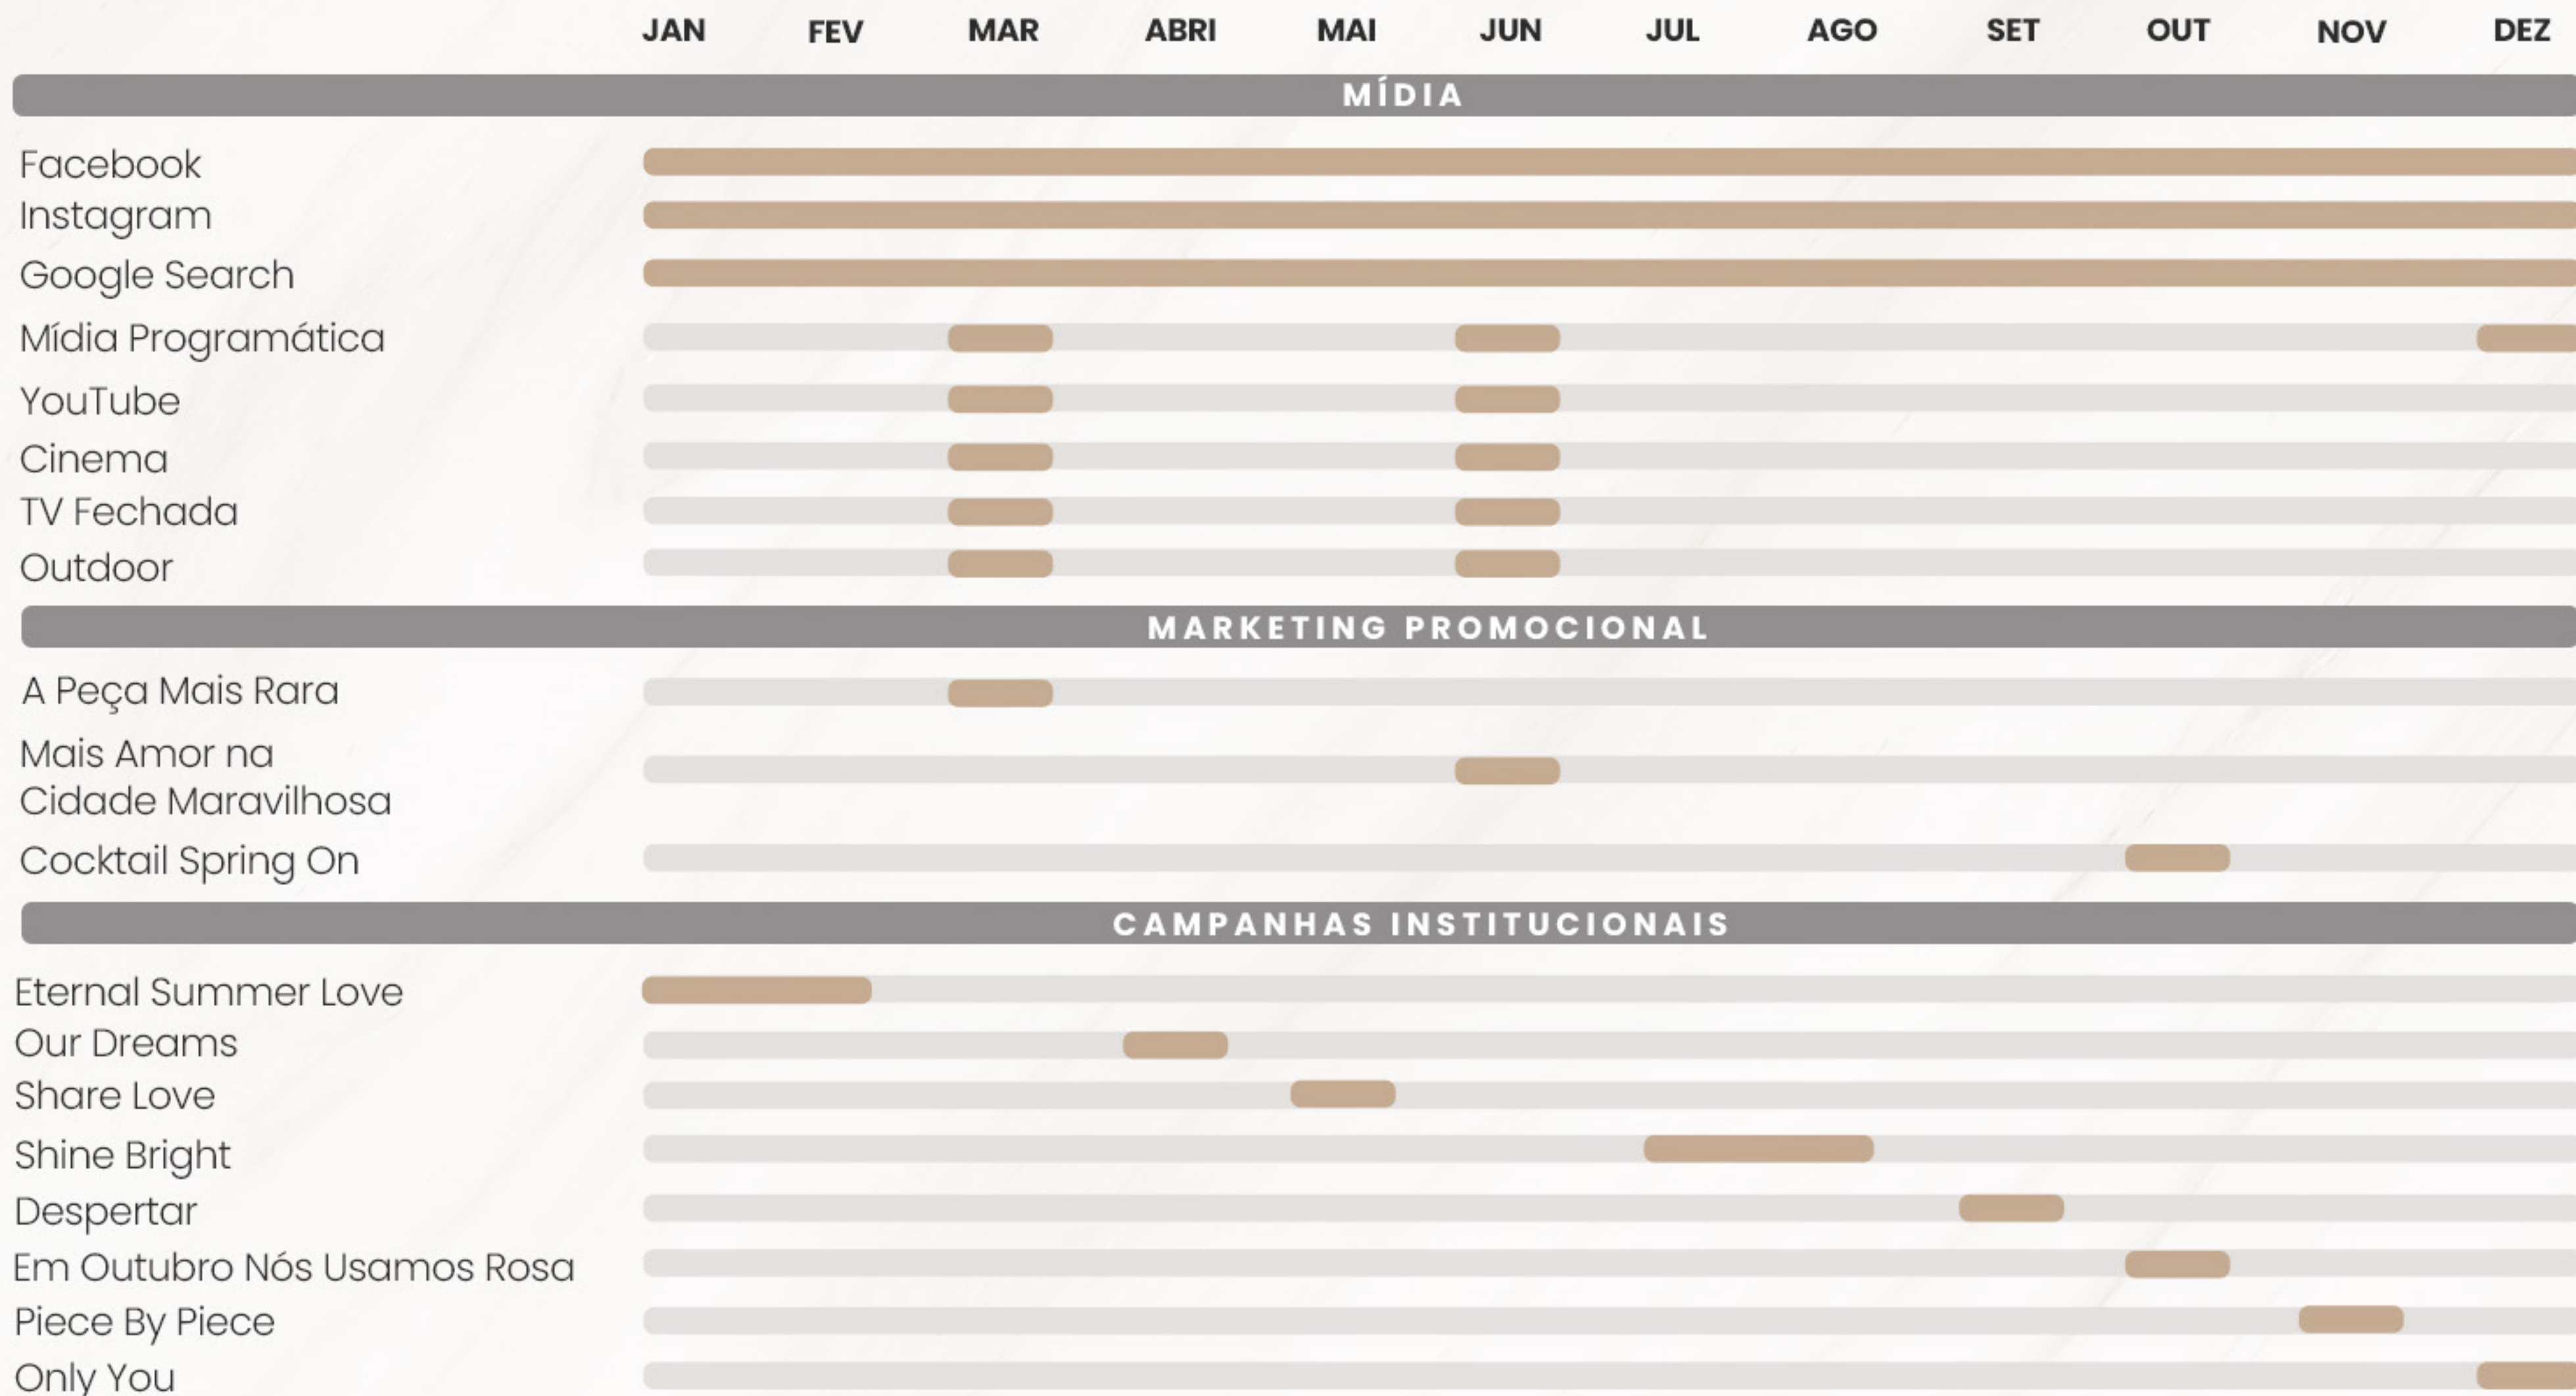 JAN FEV MAR ABRI MAI JUN JUL AGO SET OUT NOV DEZ
MÍDIA
Facebook
Instagram
Google Search
Mídia Programática
YouTube
Cinema
TV Fechada
Outdoor
MARKETING PROMOCIONAL
A Peça Mais Rara
Mais Amor na
Cidade Maravilhosa
Cocktail Spring On
CAMPANHAS INSTITUCIONAIS
Eternal Summer Love
Our Dreams
Share Love
Shine Bright
Despertar
Em Outubro Nós Usamos Rosa
Piece By Piece
Only You